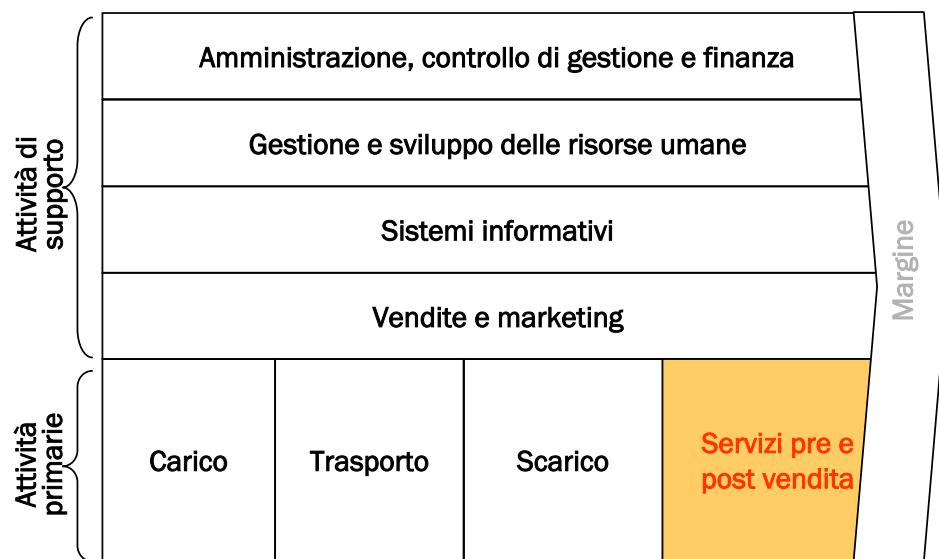 Attività di
supporto
Amministrazione, controllo di gestione e finanza
Gestione e sviluppo delle risorse umane
Sistemi informativi
Vendite e marketing
Margine
Attività
primarie
Carico
Trasporto
Scarico
Servizi pre e
post vendita